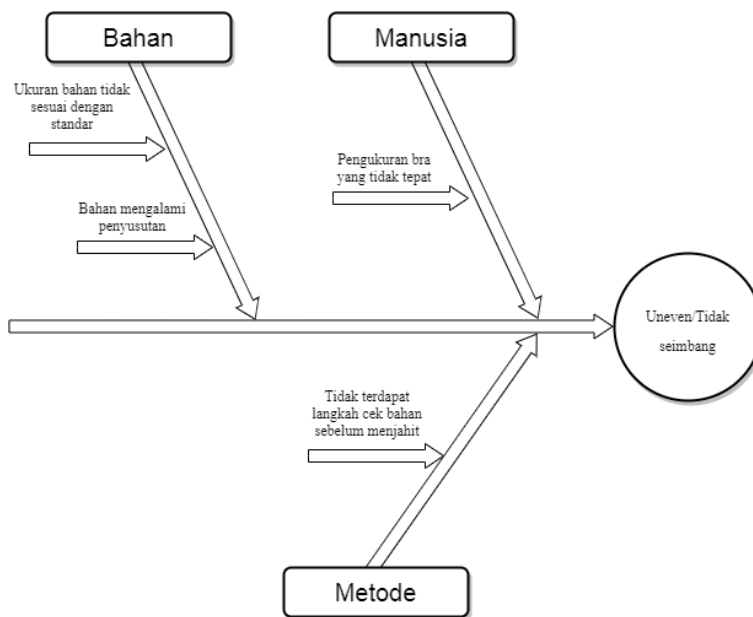 Bahan
Manusia
Ukuran bahan tidak
sesuai dengan
standar
Pengukuran bra
yang tidak tepat
Bahan mengalami
penyusutan
Uneven/Tidak
seimbang
Tidak terdapat
langkah cek bahan
sebelum menjahit
Metode